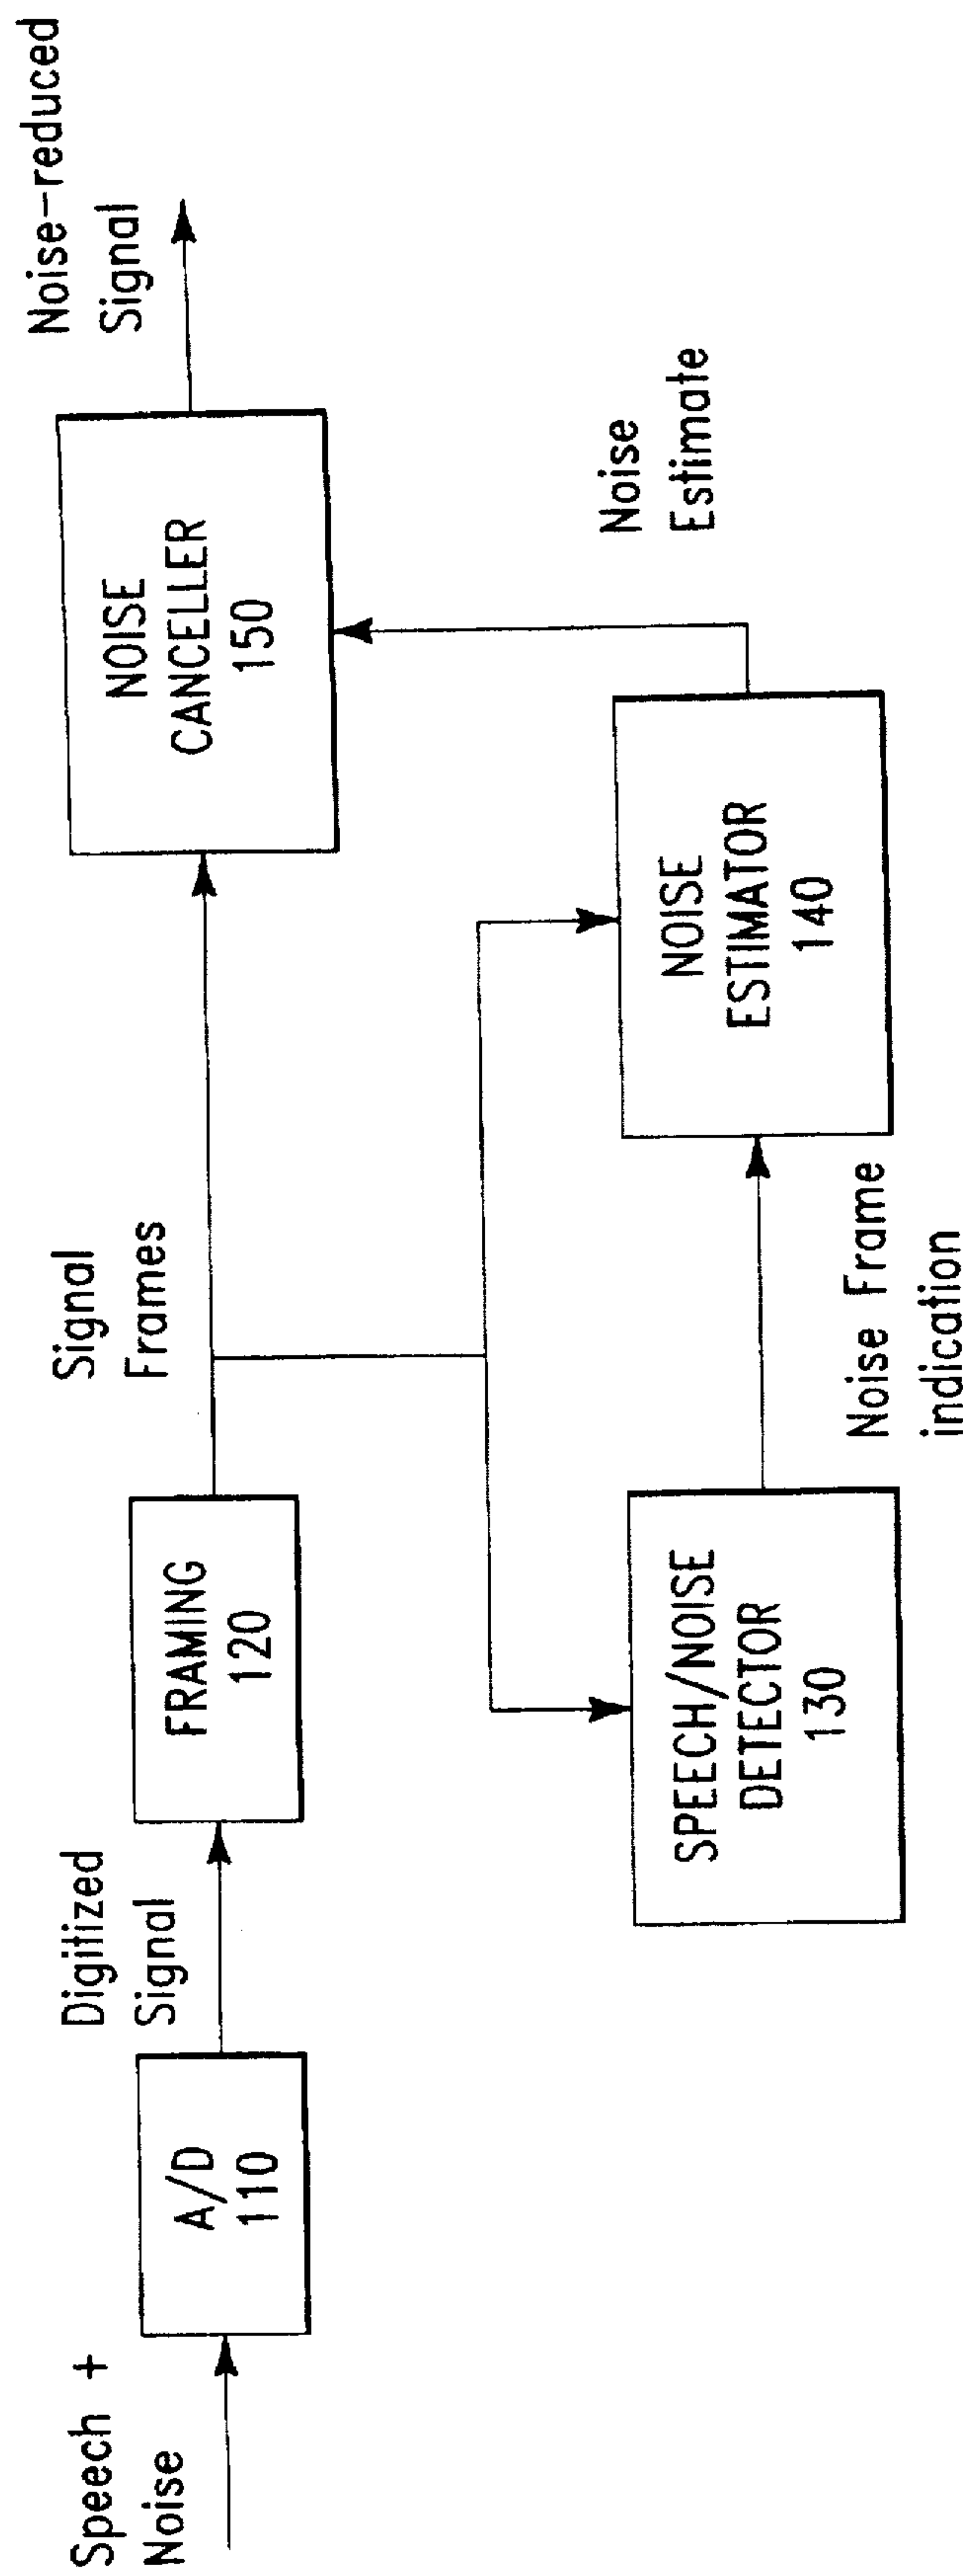 Speech +
Noise
A/D
110
Digitized
Signal
FRAMING
120
Signal
Frames
NOISE
CANCELLER
150
Noise-reduced
Signal
SPEECH/NOISE
DETECTOR
130
Noise Frame
indication
NOISE
ESTIMATOR
140
Noise
Estimate